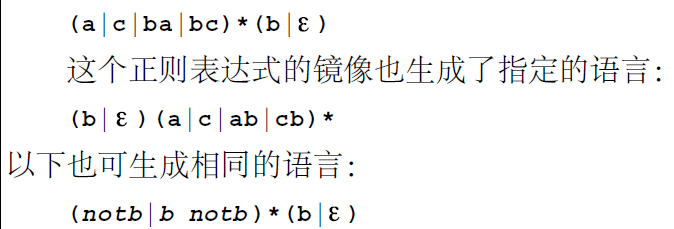 (a|c|ba|bc)*(b|ε)
这个正则表达式的镜像也生成了指定的语言:
(b|ε)(a|c|ab|cb)*
以下也可生成相同的语言:
(notb|b notb)*(b|ε)